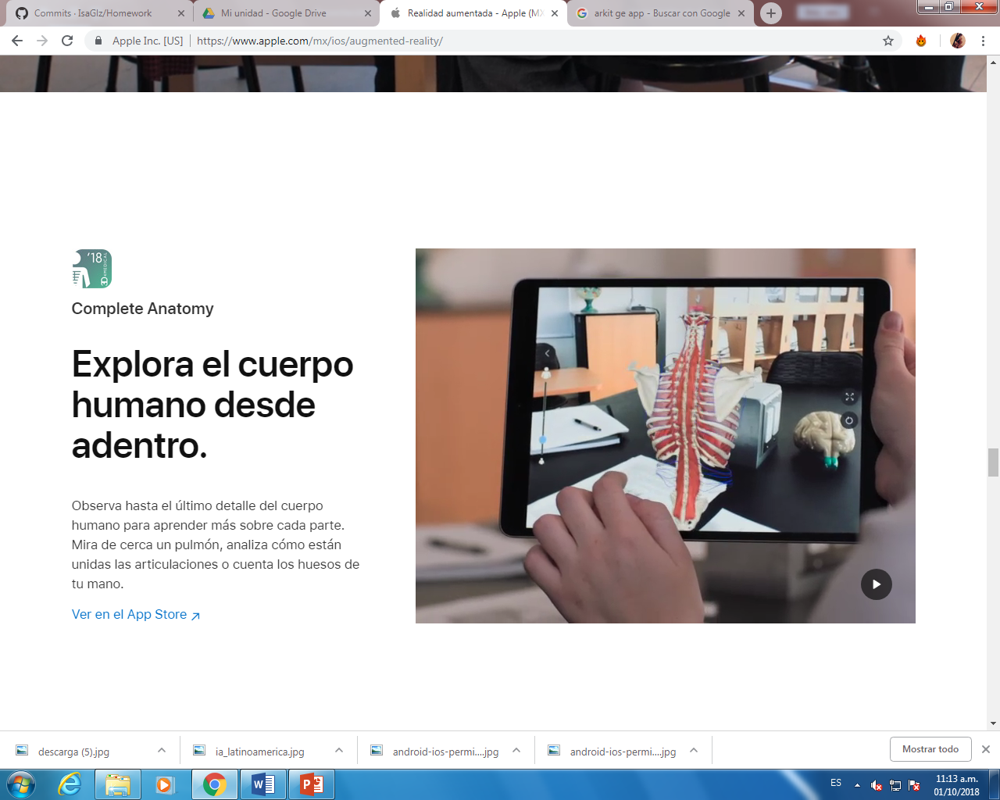 Commits · IsaGlz/Homework
Mi unidad - Google Drive
Realidad aumentada - Apple (MX
arkit ge app - Buscar con Google
Apple Inc. [US]
https://www.apple.com/mx/ios/augmented-reality/
'18
Complete Anatomy
Explora el cuerpo
humano desde
adentro.
Observa hasta el último detalle del cuerpo
humano para aprender más sobre cada parte.
Mira de cerca un pulmón, analiza cómo están
unidas las articulaciones o cuenta los huesos de
tu mano.
Ver en el App Store
descarga (5).jpg
ia_latinoamerica.jpg
android-ios-permi....jpg
android-ios-permi....jpg
Mostrar todo
ES
11:13 a.m.
01/10/2018